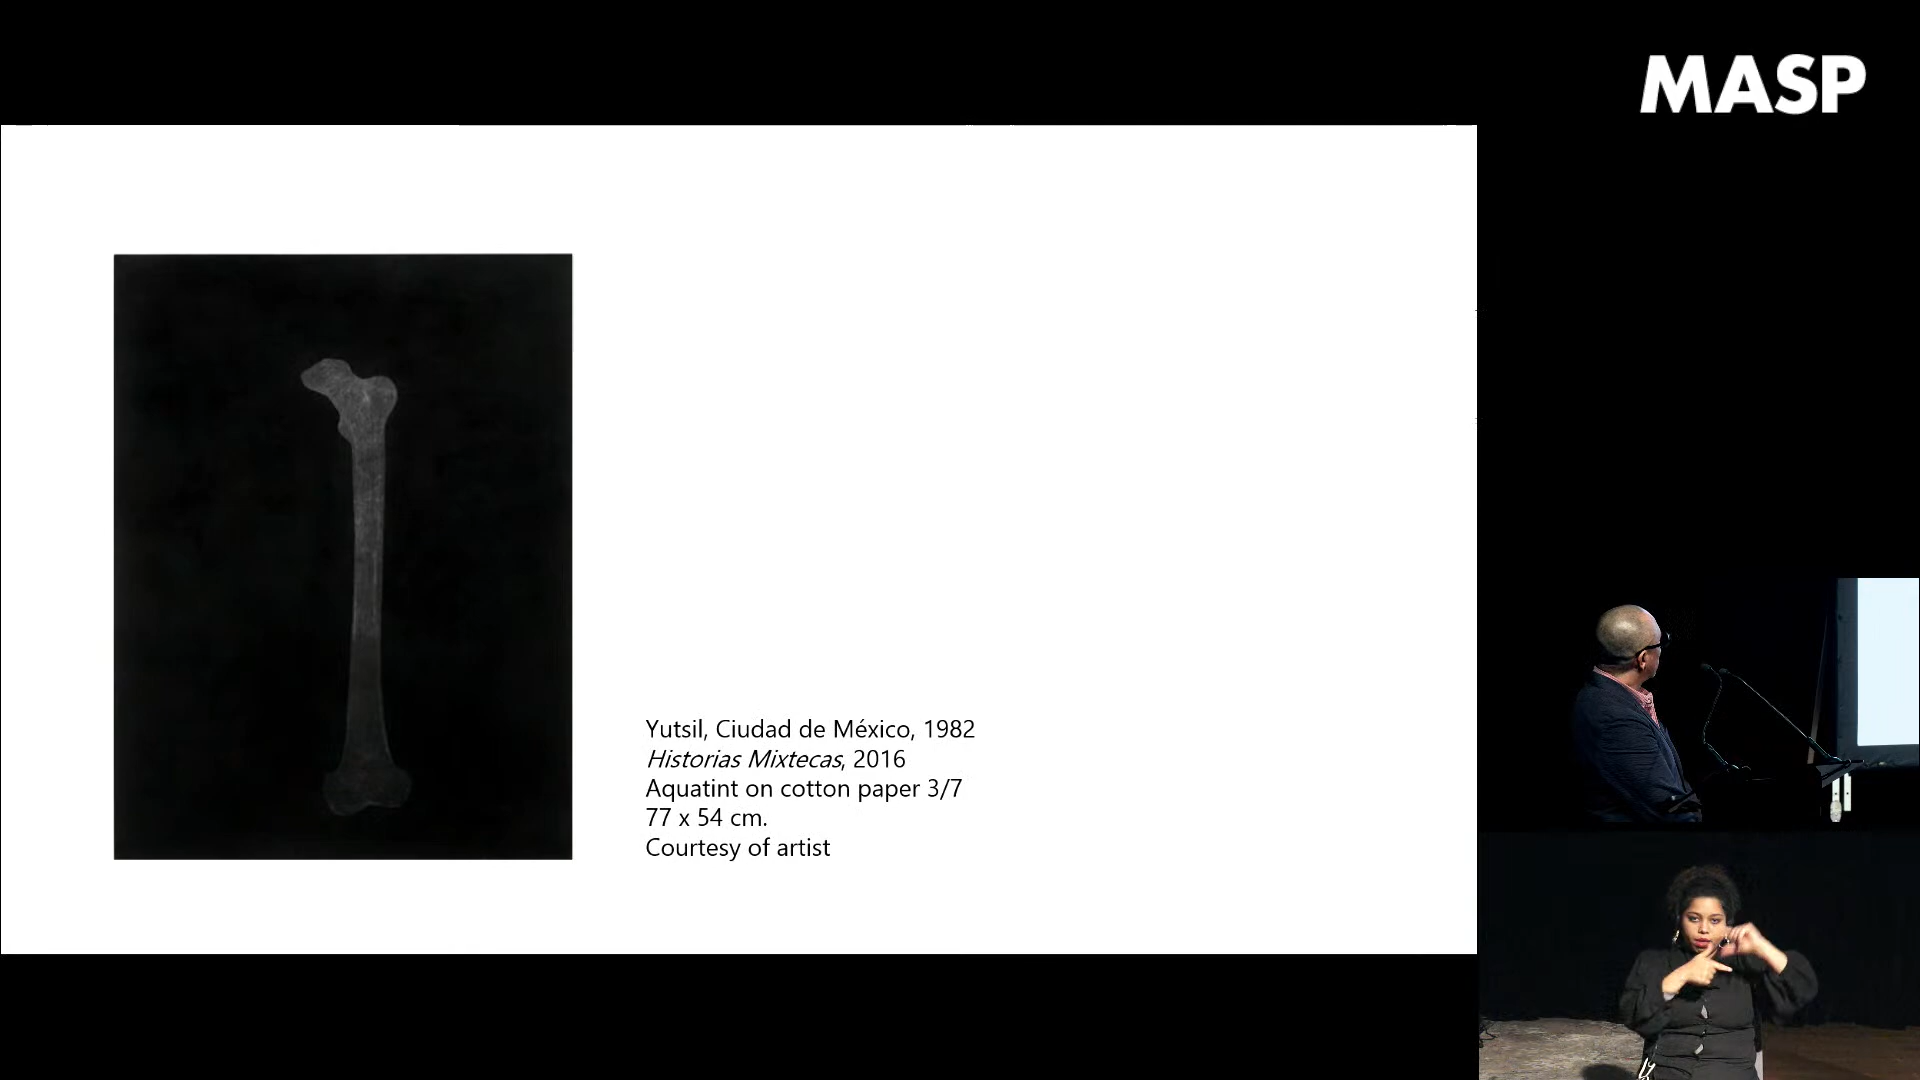 MASP
Yutsil, Ciudad de México, 1982
Historias Mixtecas, 2016
Aquatint on cotton paper 3/7
77 x 54 cm.
Courtesy of artist